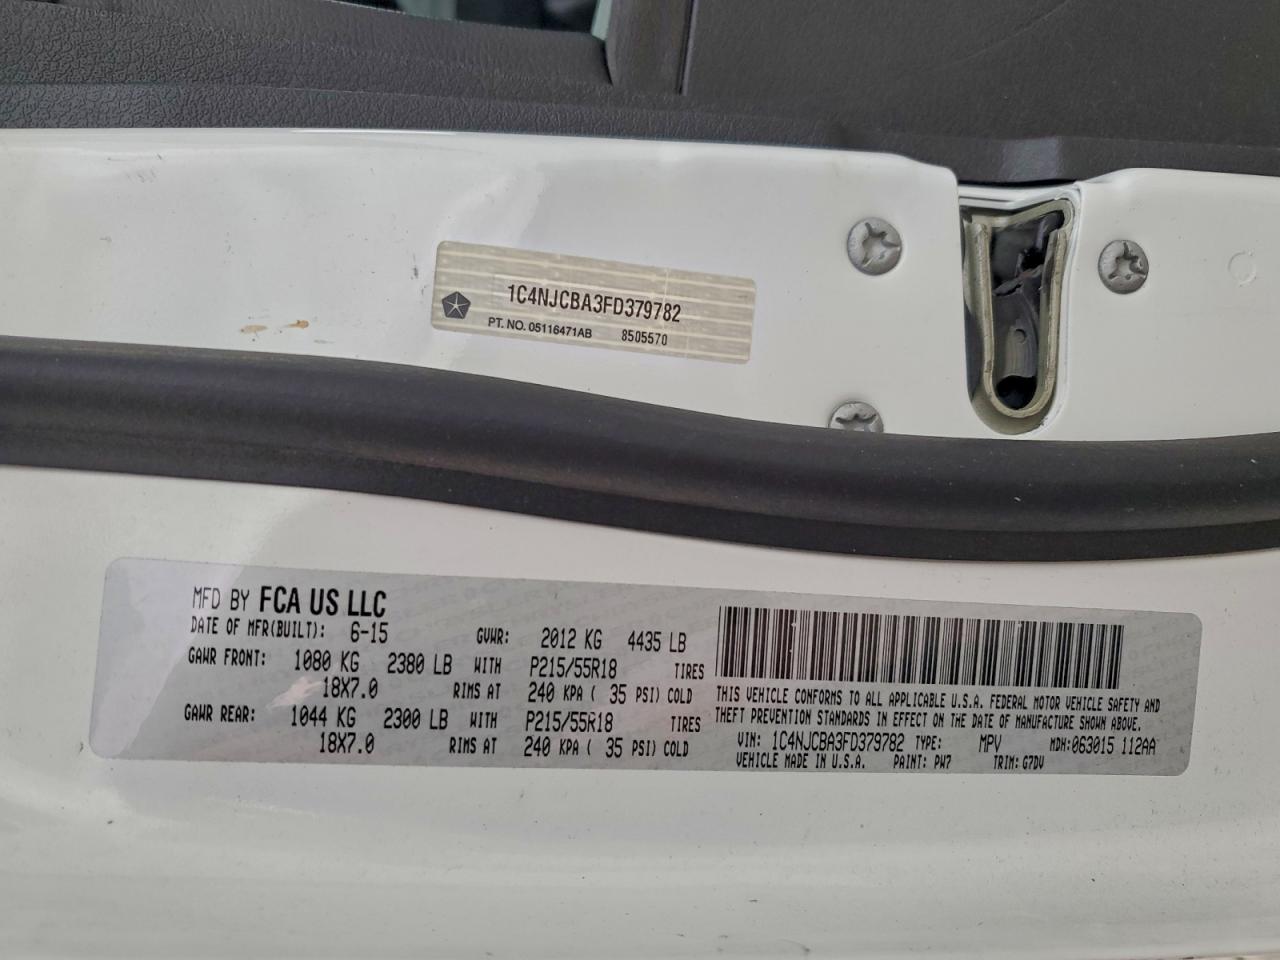 1C4NJCBA3FD379782
PT. NO. 05116471AB 8505570
MFD BY FCA US LLC
DATE OF MFR(BUILT): 6-15 GVWR: 2012 KG 4435 LB
GAWR FRONT: 1080 KG 2380 LB WITH P215/55R18 TIRES
18X7.0 RIMS AT 240 KPA ( 35 PSI) COLD
GAWR REAR: 1044 KG 2300 LB WITH P215/55R18 TIRES
18X7.0 RIMS AT 240 KPA ( 35 PSI) COLD
THIS VEHICLE CONFORMS TO ALL APPLICABLE U.S.A. FEDERAL MOTOR VEHICLE SAFETY AND
THEFT PREVENTION STANDARDS IN EFFECT ON THE DATE OF MANUFACTURE SHOWN ABOVE.
VIN: 1C4NJCBA3FD379782 TYPE: MPV MDH:063015 112AA
VEHICLE MADE IN U.S.A. PAINT: PW7 TRIM: G7DV